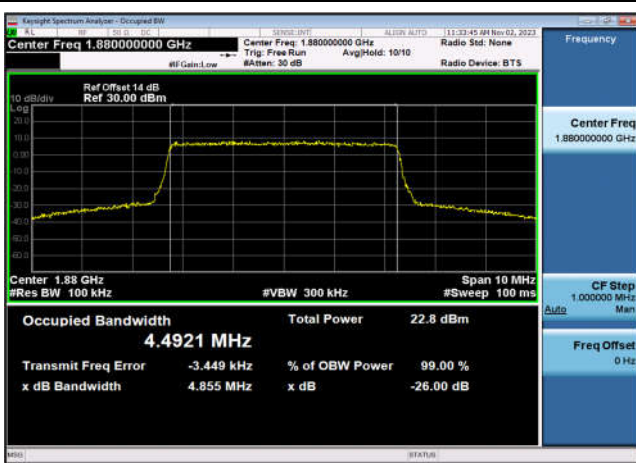 Keysight Spectrum Analyzer - Occupied BW
RL RF 50 Ω DC SENSE:INT ALIGN AUTO 11:33:45 AM Nov 02, 2023
Center Freq 1.880000000 GHz
Center Freq: 1.880000000 GHz
Radio Std: None
Trig: Free Run Avg|Hold: 10/10
#IFGain:Low #Atten: 30 dB Radio Device: BTS
Ref Offset 14 dB
10 dB/div Ref 30.00 dBm
Log
20.0
10.0
0.00
-10.0
-20.0
-30.0
-40.0
-50.0
-60.0
Center 1.88 GHz Span 10 MHz
#Res BW 100 kHz #VBW 300 kHz #Sweep 100 ms
Occupied Bandwidth Total Power 22.8 dBm
4.4921 MHz
Transmit Freq Error -3.449 kHz % of OBW Power 99.00 %
x dB Bandwidth 4.855 MHz x dB -26.00 dB
MSG STATUS
Frequency
Center Freq
1.880000000 GHz
CF Step
1.000000 MHz
Auto Man
Freq Offset
0 Hz